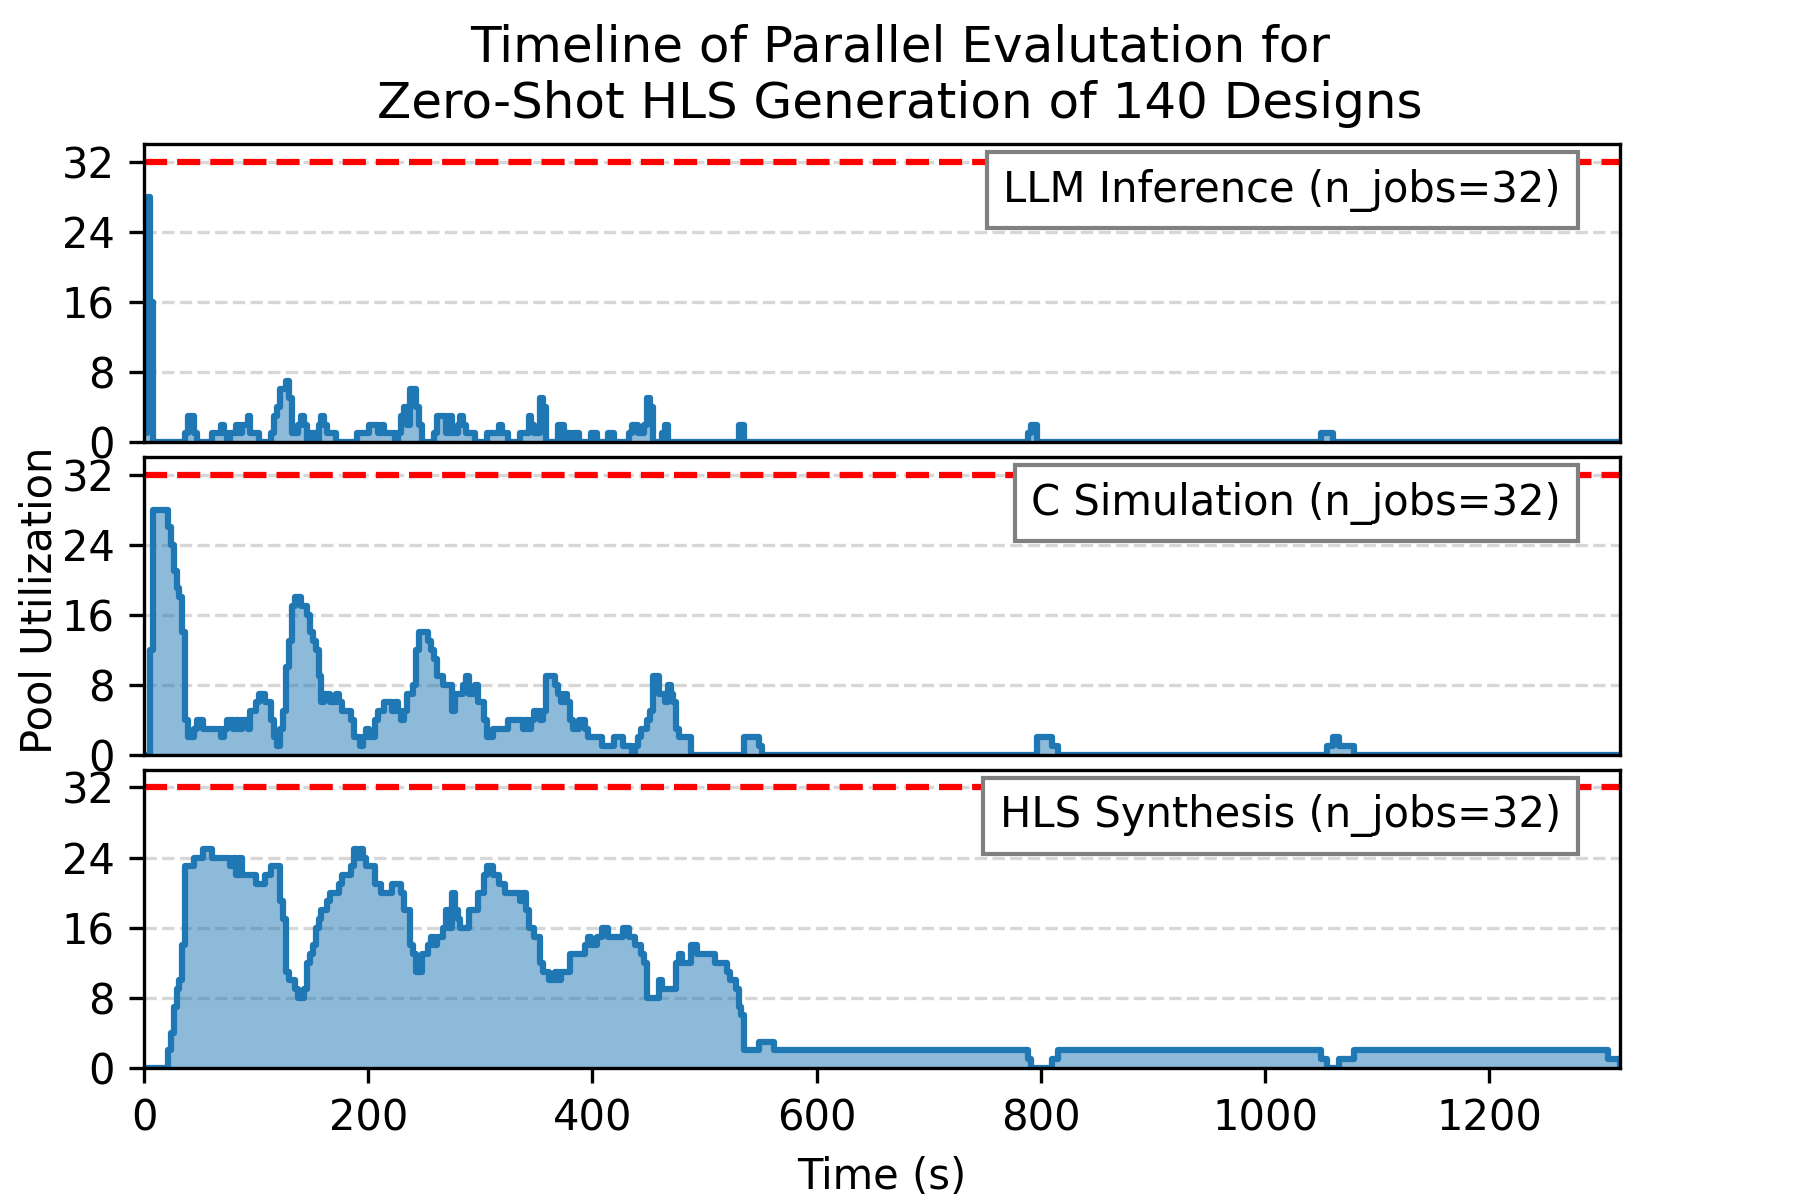 Timeline of Parallel Evalutation for
Zero-Shot HLS Generation of 140 Designs
32
24
16
8
0
LLM Inference (n_jobs=32)
Pool Utilization
32
24
16
8
0
C Simulation (n_jobs=32)
32
24
16
8
0
HLS Synthesis (n_jobs=32)
0 200 400 600 800 1000 1200
Time (s)